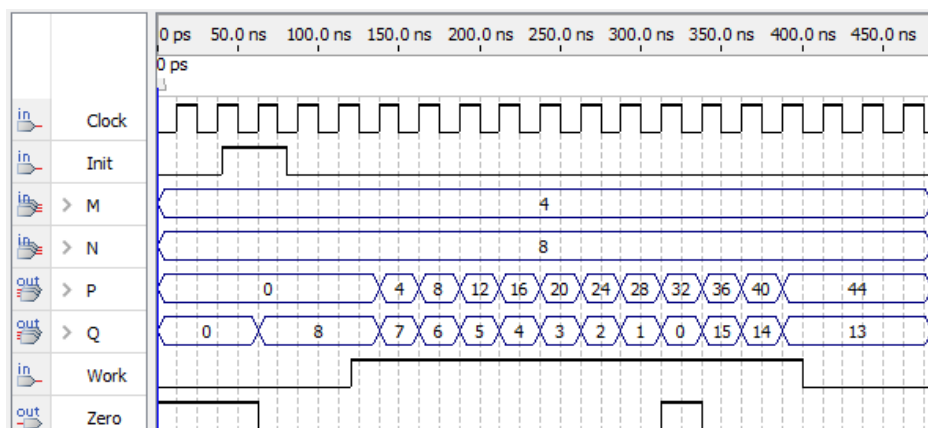 0 ps 50.0 ns 100.0 ns 150.0 ns 200.0 ns 250.0 ns 300.0 ns 350.0 ns 400.0 ns 450.0 ns
0 ps
in Clock
in Init
in > M 4
in > N 8
out > P 0 4 8 12 16 20 24 28 32 36 40 44
out > Q 0 8 7 6 5 4 3 2 1 0 15 14 13
in Work
out Zero